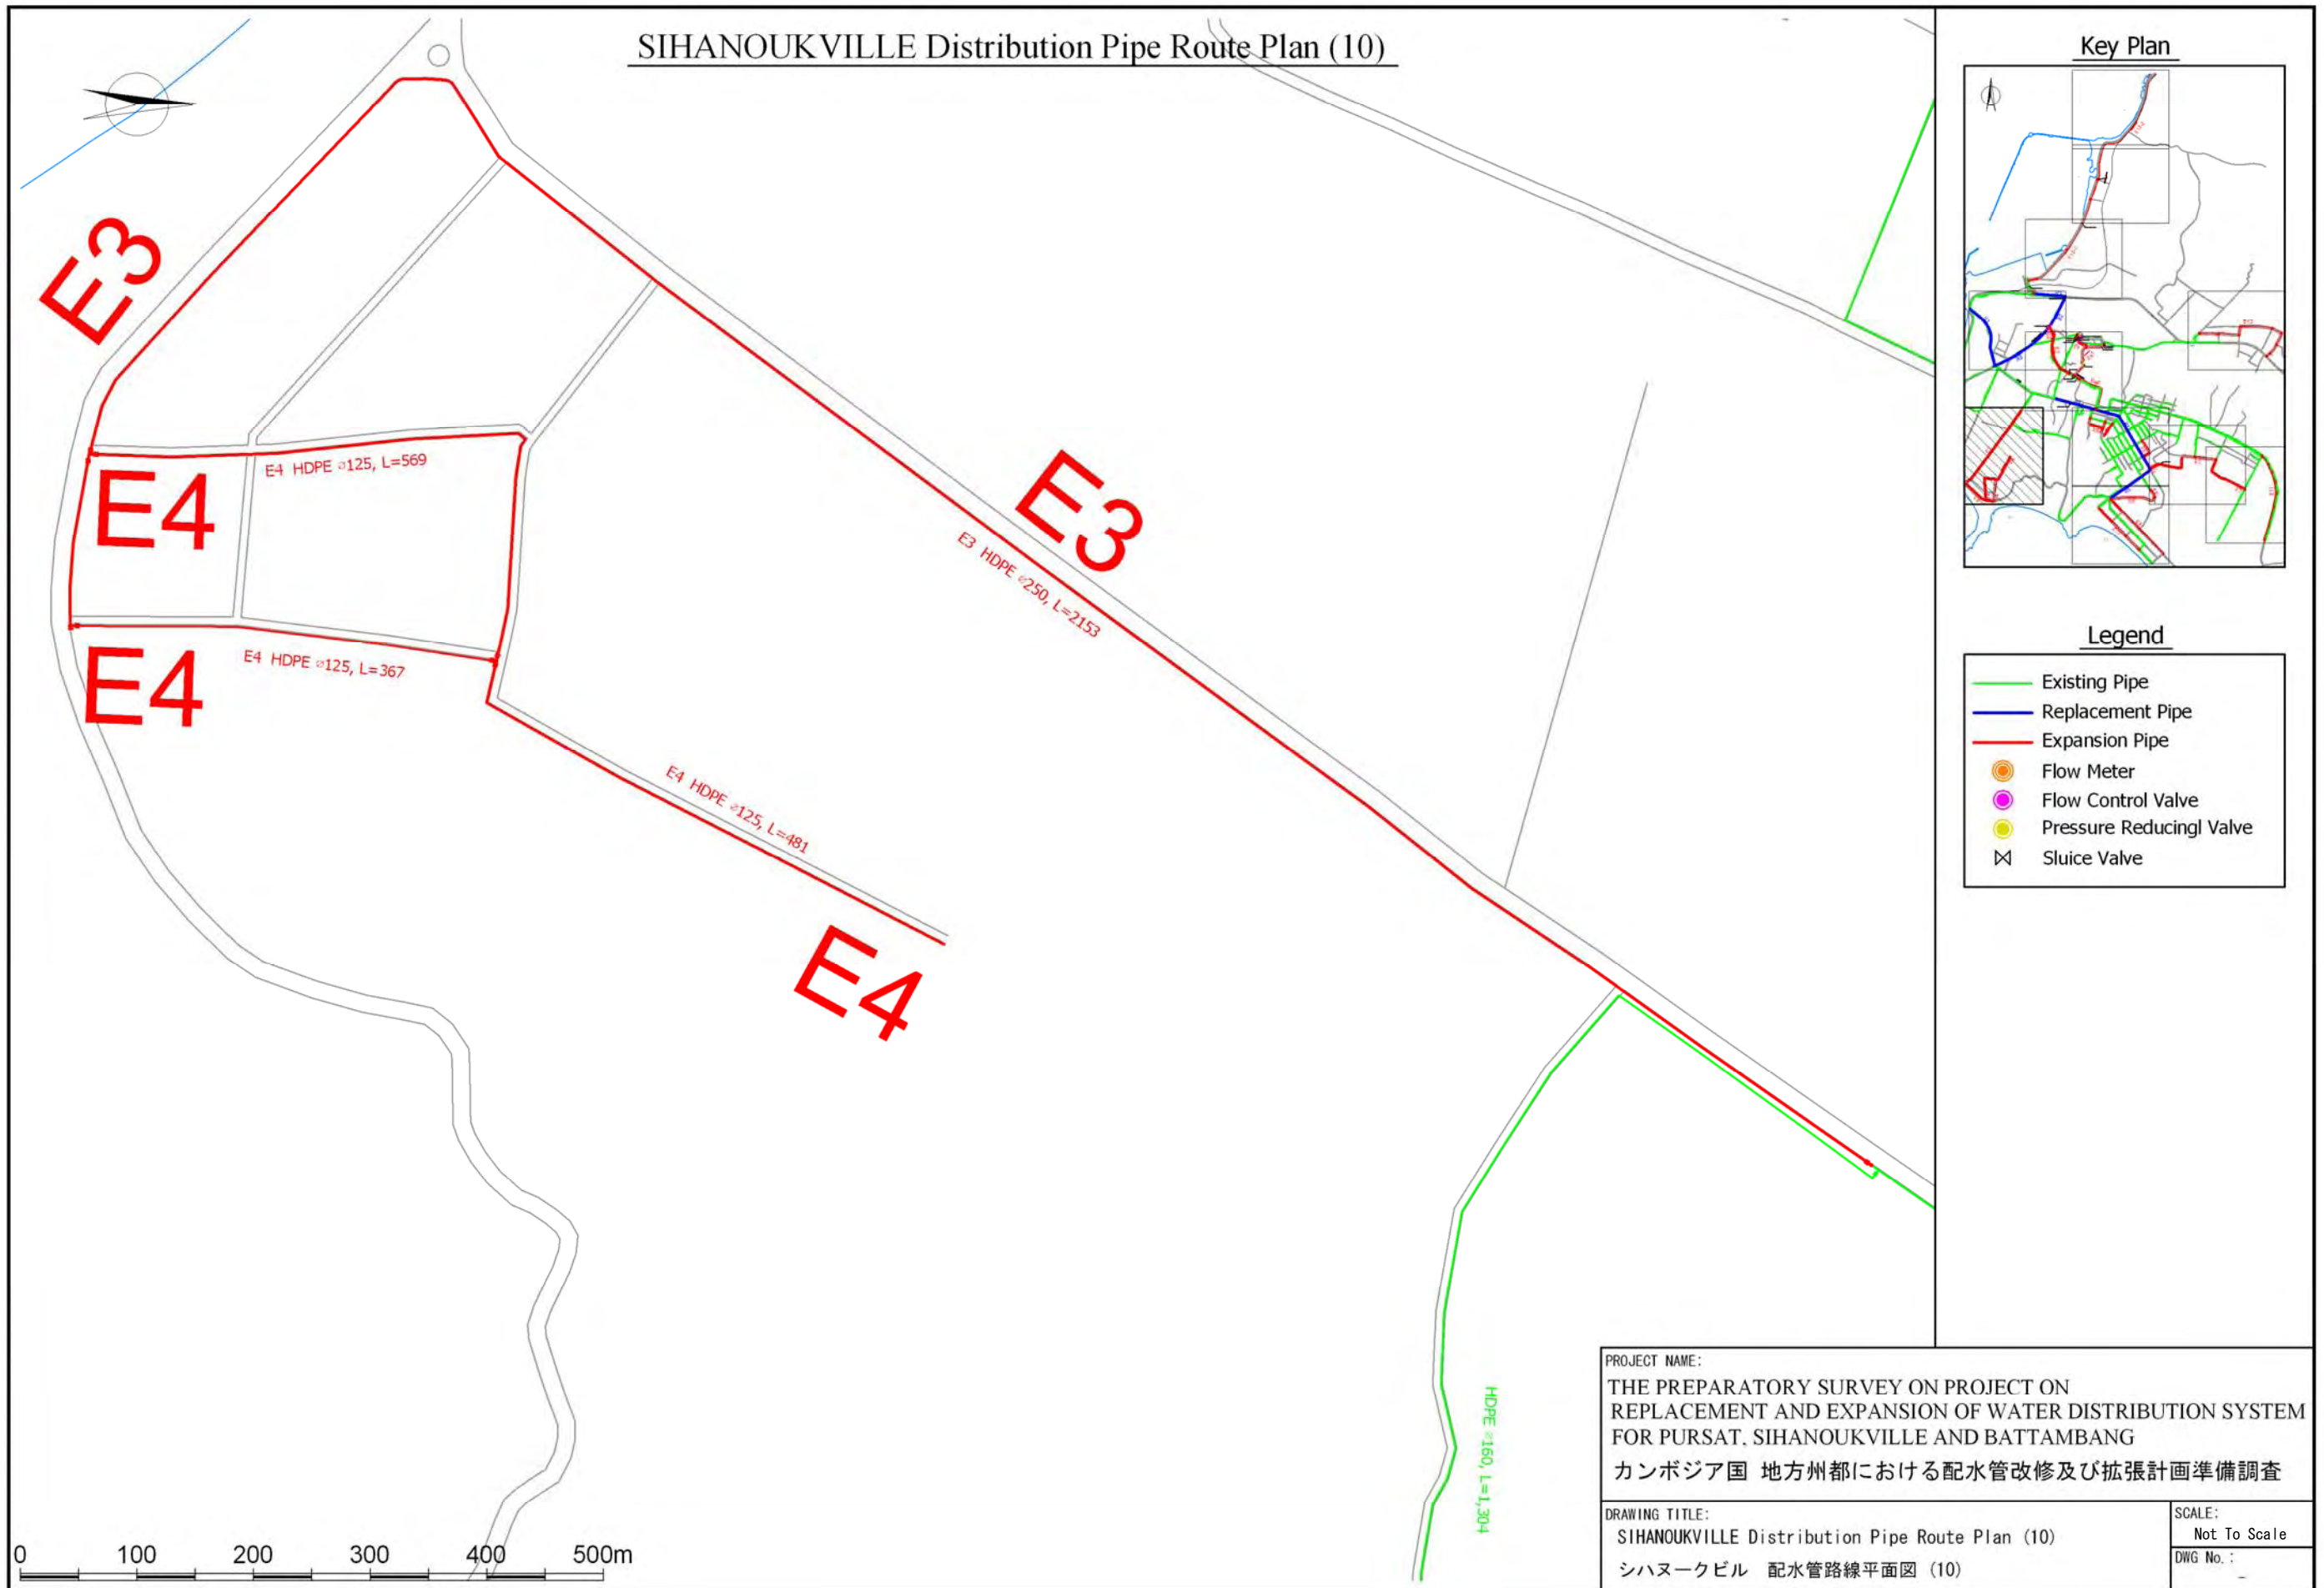 SIHANOUKVILLE Distribution Pipe Route Plan (10)
E3
E4 HDPE ⌀125, L=569
E4
E3
E3 HDPE ⌀250, L=2153
E4 HDPE ⌀125, L=367
E4
E4 HDPE ⌀125, L=481
E4
HDPE ⌀160, L=1,304
0 100 200 300 400 500m
Key Plan
Legend
Existing Pipe
Replacement Pipe
Expansion Pipe
Flow Meter
Flow Control Valve
Pressure Reducingl Valve
Sluice Valve
PROJECT NAME:
THE PREPARATORY SURVEY ON PROJECT ON
REPLACEMENT AND EXPANSION OF WATER DISTRIBUTION SYSTEM
FOR PURSAT, SIHANOUKVILLE AND BATTAMBANG
カンボジア国 地方州都における配水管改修及び拡張計画準備調査
DRAWING TITLE:
SIHANOUKVILLE Distribution Pipe Route Plan (10)
シハヌークビル 配水管路線平面図 (10)
SCALE:
Not To Scale
DWG No.:
–